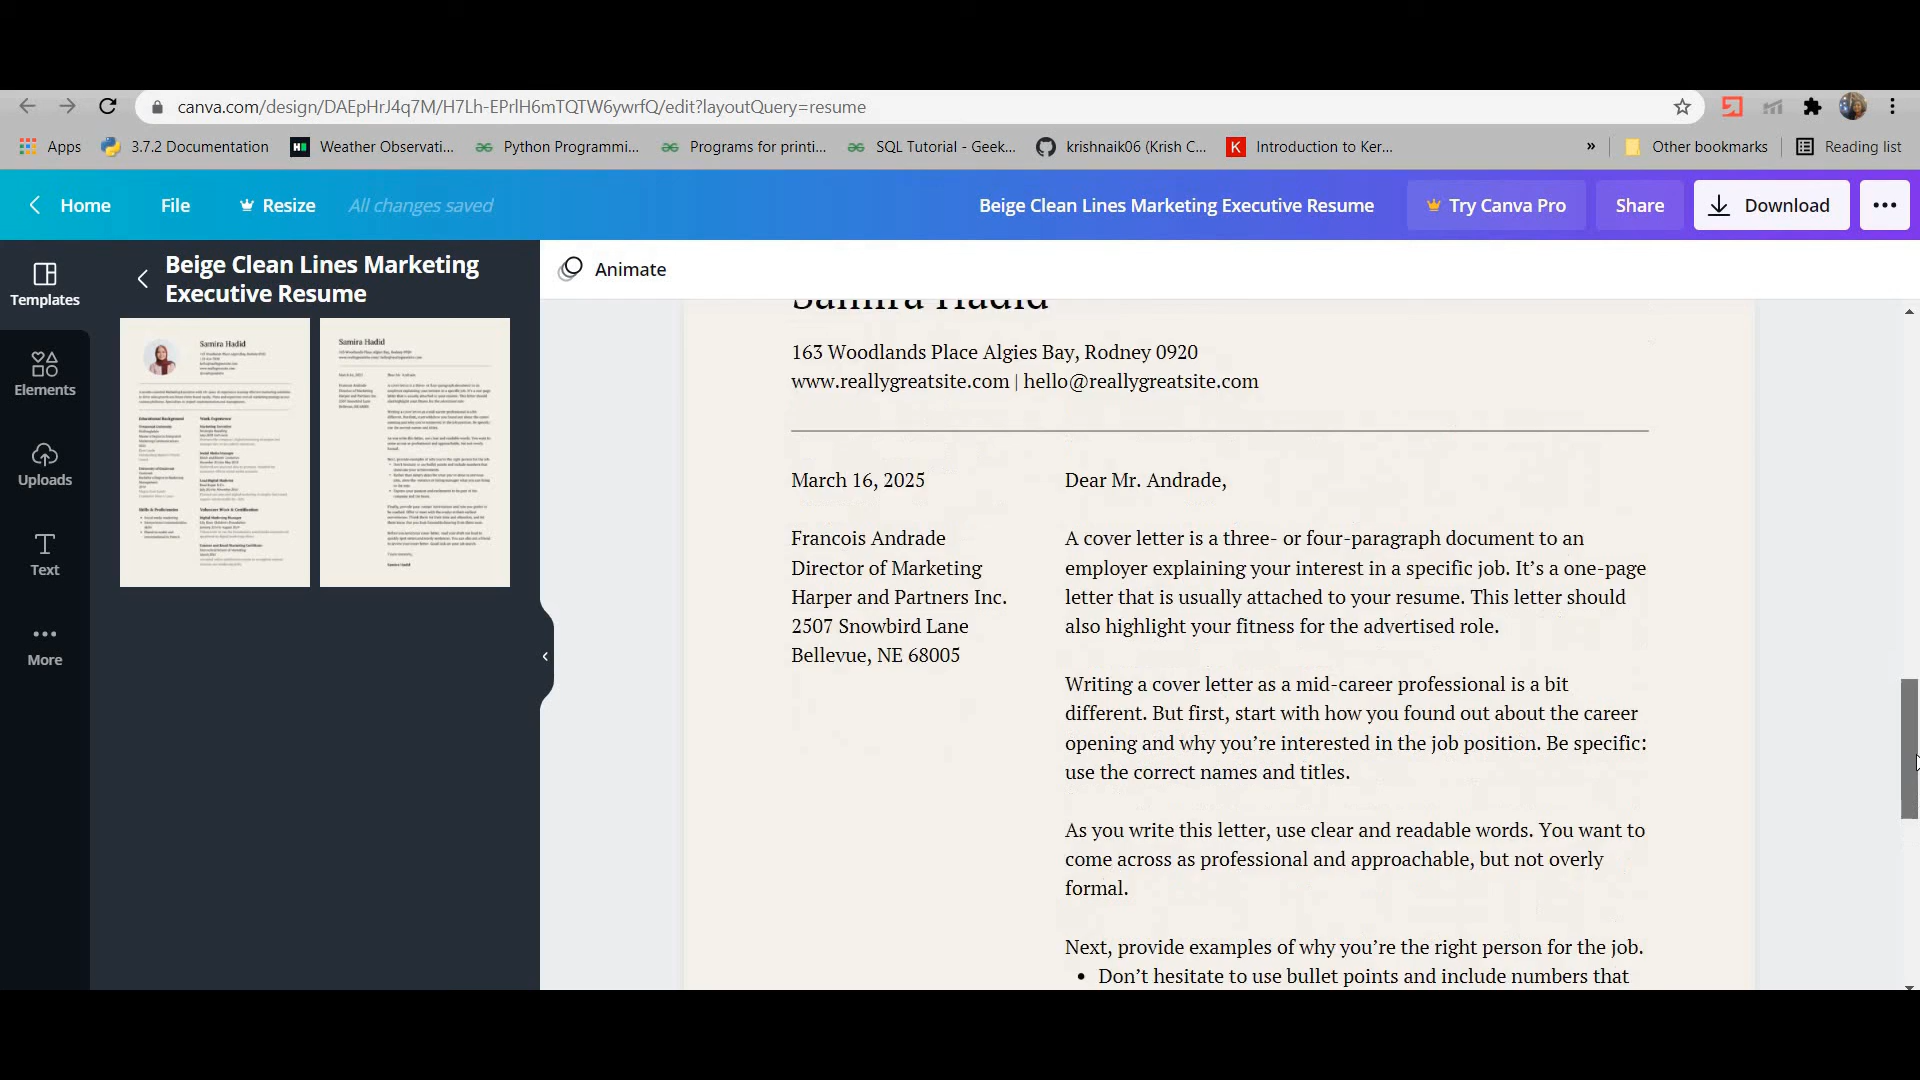 canva.com/design/DAEpHrJ4q7M/H7Lh-EPrlH6mTQTW6ywrfQ/edit?layoutQuery=resume
Apps 3.7.2 Documentation Weather Observati... Python Programmi... Programs for printi... SQL Tutorial - Geek... krishnaik06 (Krish C... Introduction to Ker... » Other bookmarks Reading list
Home File Resize All changes saved Beige Clean Lines Marketing Executive Resume Try Canva Pro Share Download
Templates
Elements
Uploads
Text
More
Beige Clean Lines Marketing
Executive Resume
Samira Hadid
Samira Hadid
Animate
Samira Hadid
163 Woodlands Place Algies Bay, Rodney 0920
www.reallygreatsite.com | hello@reallygreatsite.com
March 16, 2025
Francois Andrade
Director of Marketing
Harper and Partners Inc.
2507 Snowbird Lane
Bellevue, NE 68005
Dear Mr. Andrade,
A cover letter is a three- or four-paragraph document to an
employer explaining your interest in a specific job. It’s a one-page
letter that is usually attached to your resume. This letter should
also highlight your fitness for the advertised role.
Writing a cover letter as a mid-career professional is a bit
different. But first, start with how you found out about the career
opening and why you’re interested in the job position. Be specific:
use the correct names and titles.
As you write this letter, use clear and readable words. You want to
come across as professional and approachable, but not overly
formal.
Next, provide examples of why you’re the right person for the job.
• Don’t hesitate to use bullet points and include numbers that